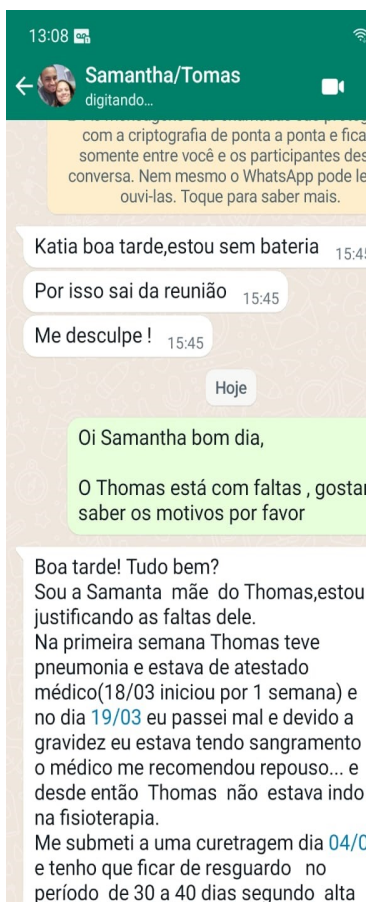 13:08
Samantha/Tomas
digitando...
com a criptografia de ponta a ponta e fica
somente entre você e os participantes des
conversa. Nem mesmo o WhatsApp pode le
ouvi-las. Toque para saber mais.
Katia boa tarde,estou sem bateria 15:45
Por isso sai da reunião 15:45
Me desculpe ! 15:45
Hoje
Oi Samantha bom dia,
O Thomas está com faltas , gostar
saber os motivos por favor
Boa tarde! Tudo bem?
Sou a Samanta mãe do Thomas,estou
justificando as faltas dele.
Na primeira semana Thomas teve
pneumonia e estava de atestado
médico(18/03 iniciou por 1 semana) e
no dia 19/03 eu passei mal e devido a
gravidez eu estava tendo sangramento
o médico me recomendou repouso... e
desde então Thomas não estava indo
na fisioterapia.
Me submeti a uma curetragem dia 04/0
e tenho que ficar de resguardo no
período de 30 a 40 dias segundo alta